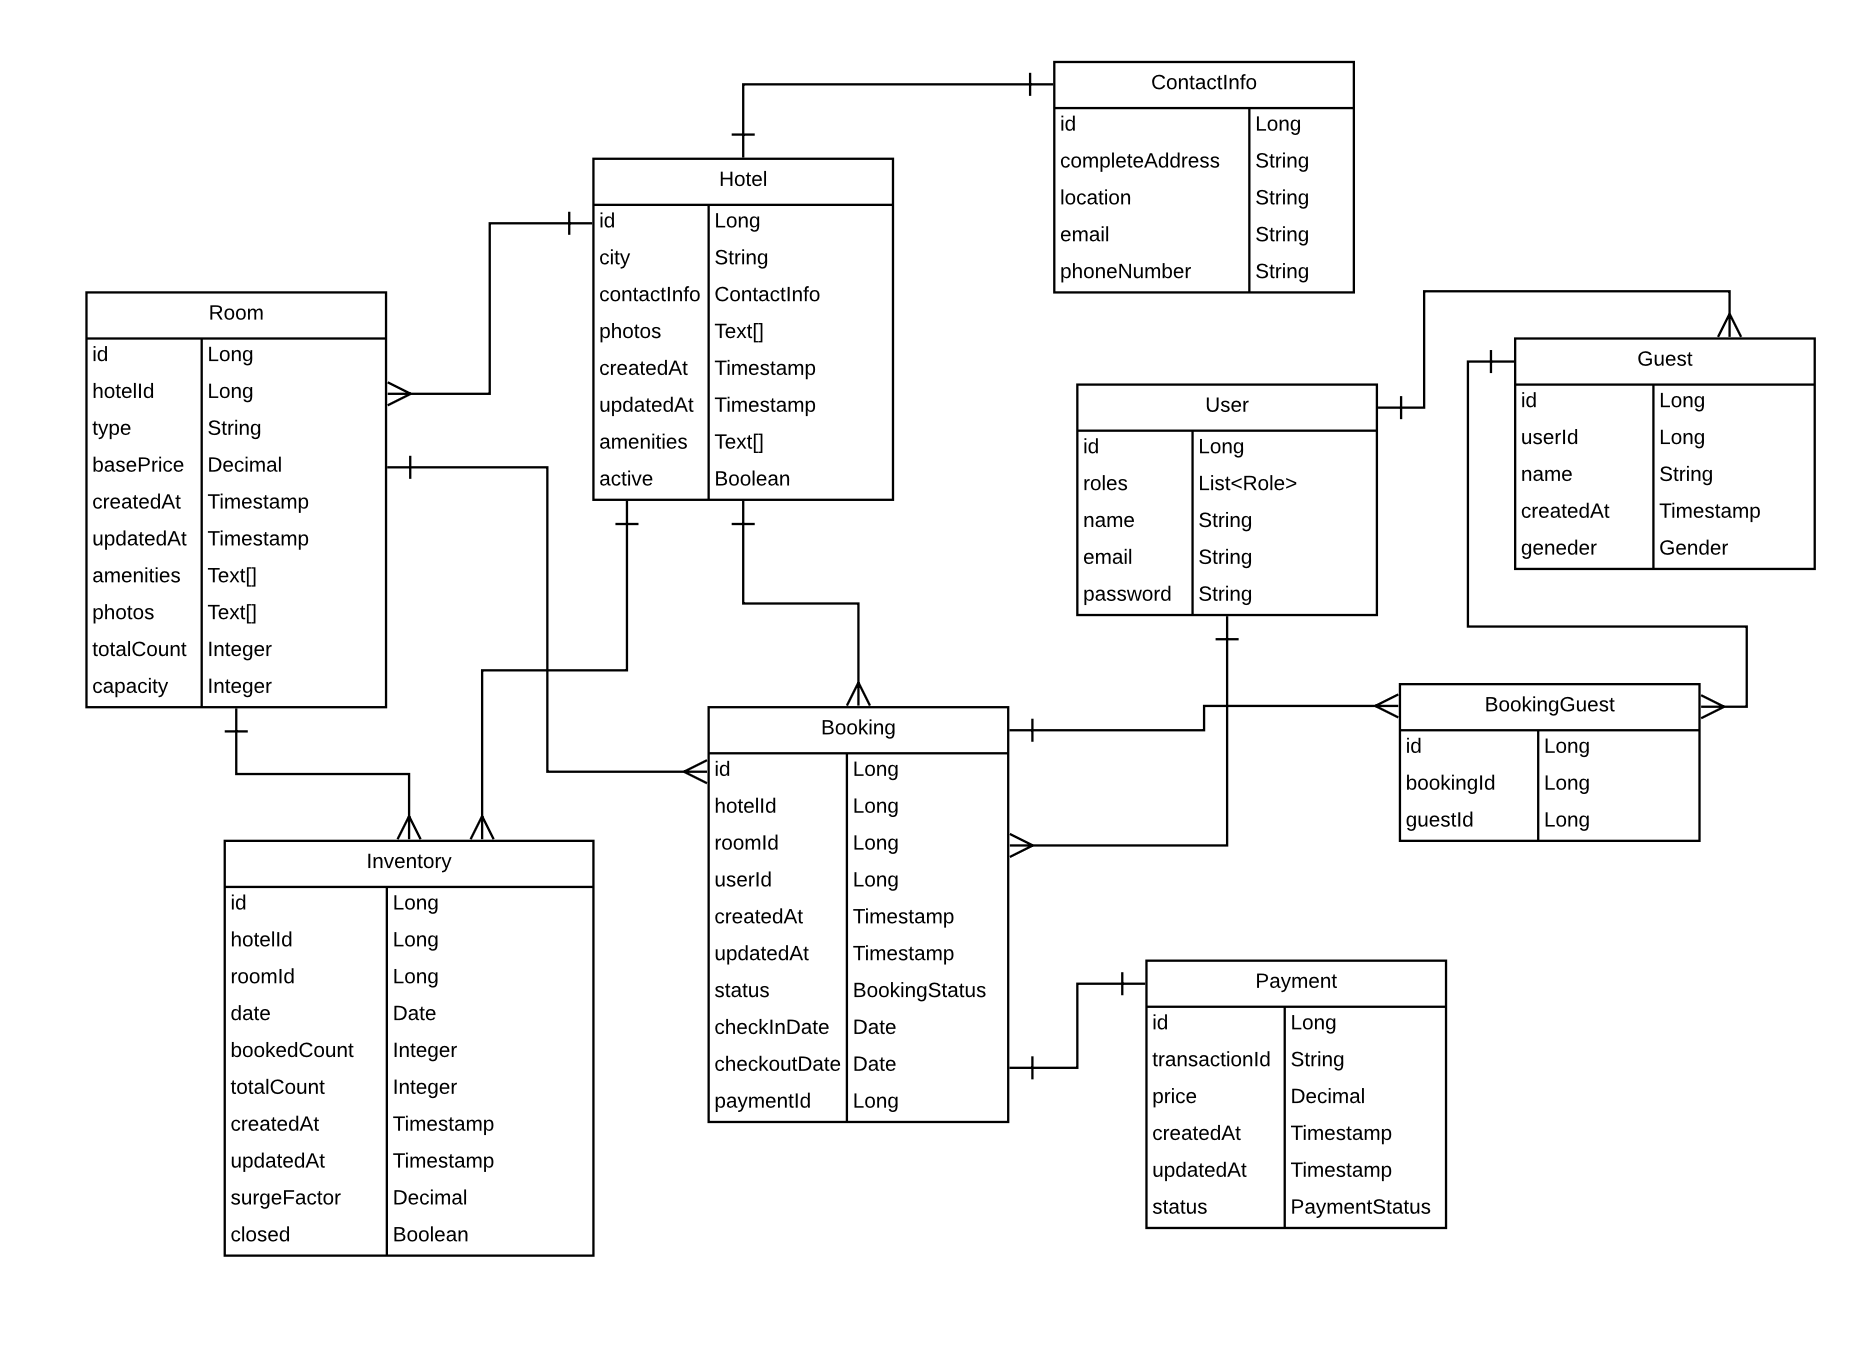 ContactInfo
id Long
completeAddress String
location String
email String
phoneNumber String
Hotel
id Long
city String
contactInfo ContactInfo
photos Text[]
createdAt Timestamp
updatedAt Timestamp
amenities Text[]
active Boolean
Room
id Long
hotelId Long
type String
basePrice Decimal
createdAt Timestamp
updatedAt Timestamp
amenities Text[]
photos Text[]
totalCount Integer
capacity Integer
Guest
id Long
userId Long
name String
createdAt Timestamp
geneder Gender
User
id Long
roles List<Role>
name String
email String
password String
BookingGuest
id Long
bookingId Long
guestId Long
Booking
id Long
hotelId Long
roomId Long
userId Long
createdAt Timestamp
updatedAt Timestamp
status BookingStatus
checkInDate Date
checkoutDate Date
paymentId Long
Inventory
id Long
hotelId Long
roomId Long
date Date
bookedCount Integer
totalCount Integer
createdAt Timestamp
updatedAt Timestamp
surgeFactor Decimal
closed Boolean
Payment
id Long
transactionId String
price Decimal
createdAt Timestamp
updatedAt Timestamp
status PaymentStatus